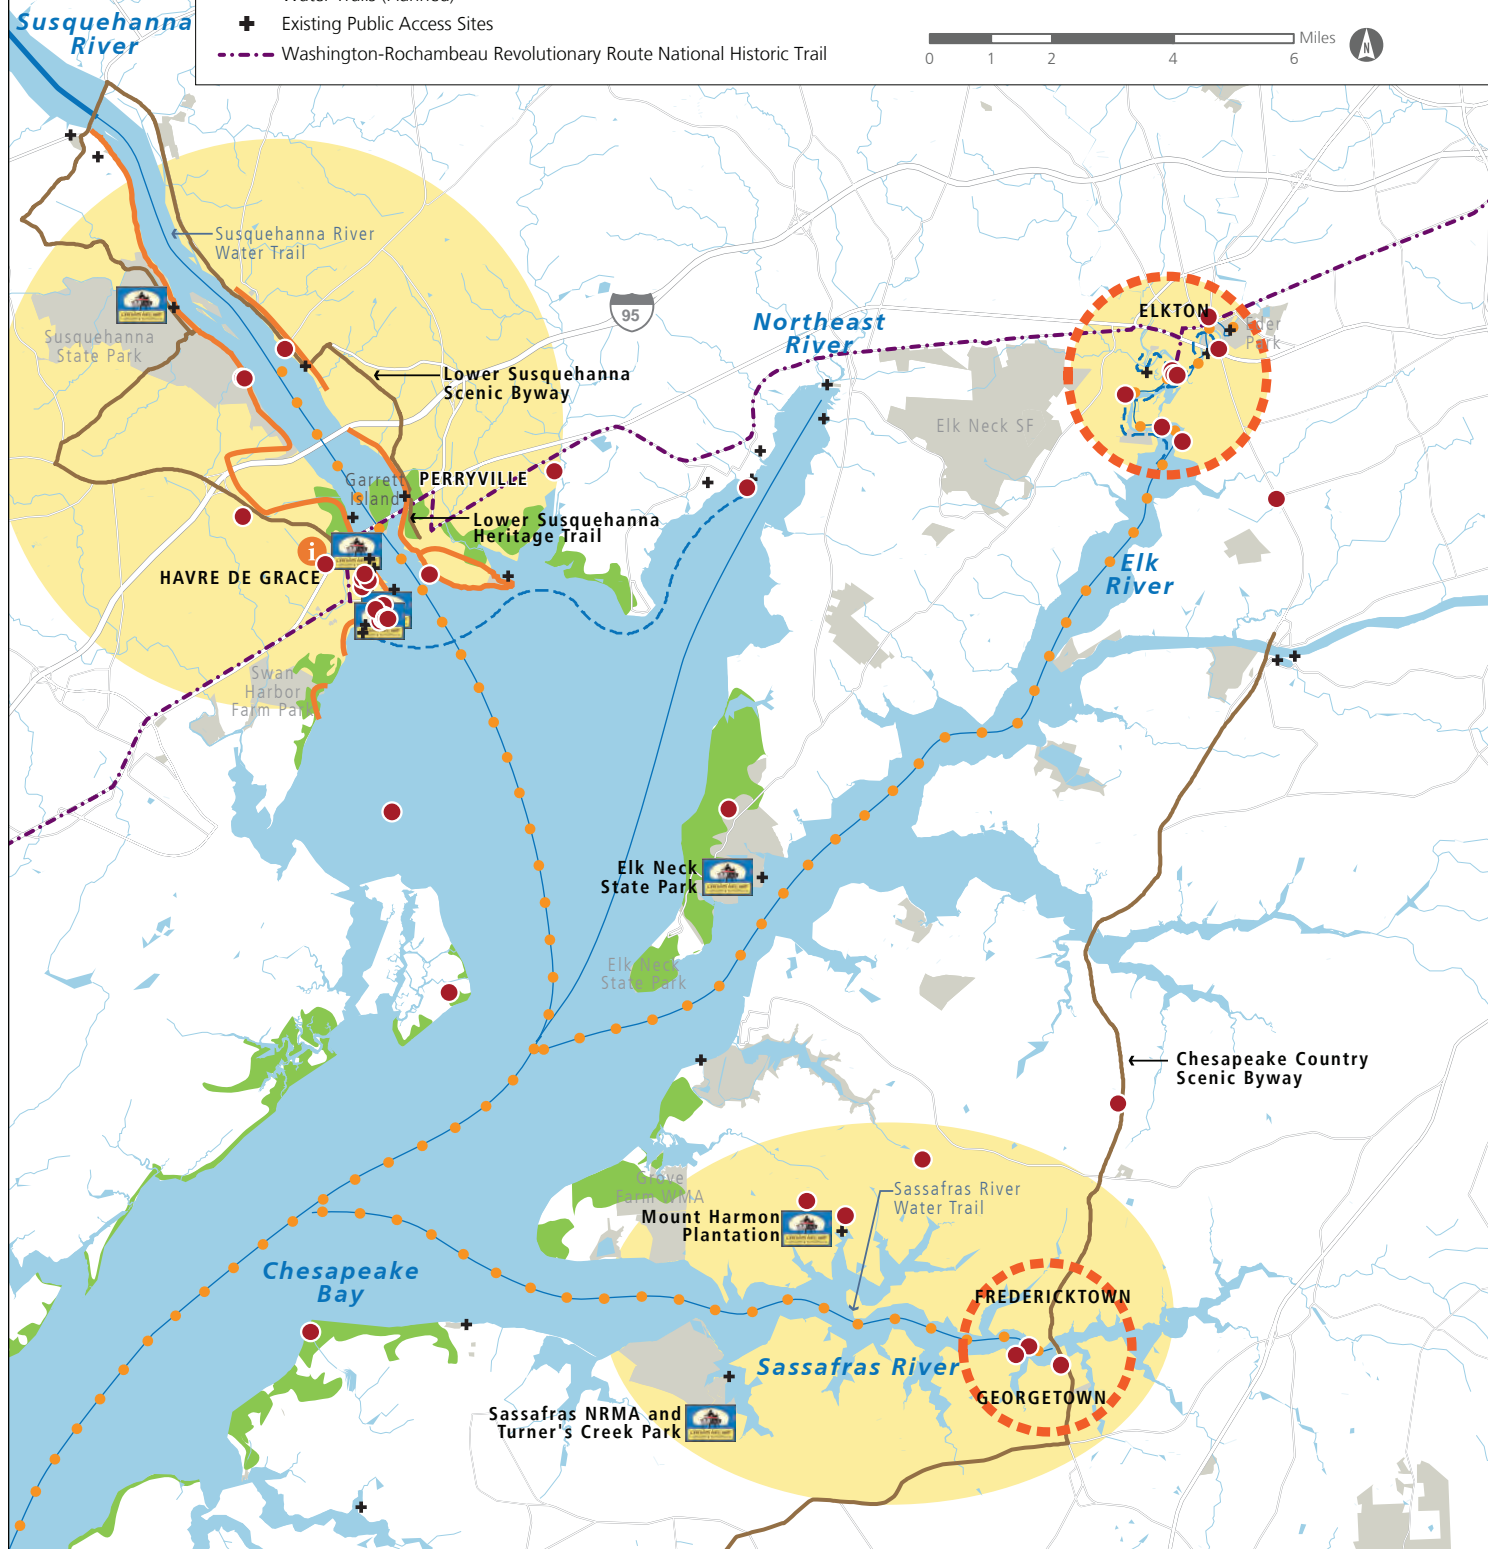 Susquehanna
River
Existing Public Access Sites
Washington-Rochambeau Revolutionary Route National Historic Trail
Miles
0 1 2 4 6
N
Susquehanna River
Water Trail
Susquehanna
State Park
95
Northeast
River
ELKTON
Eder
Park
Lower Susquehanna
Scenic Byway
Elk Neck SF
Garrett
Island
PERRYVILLE
Lower Susquehanna
Heritage Trail
i
HAVRE DE GRACE
Elk
River
Swan
Harbor
Farm Park
Elk Neck
State Park
Elk Neck
State Park
Chesapeake Country
Scenic Byway
Grove
Farm WMA
Sassafras River
Water Trail
Mount Harmon
Plantation
Chesapeake
Bay
FREDERICKTOWN
Sassafras River
GEORGETOWN
Sassafras NRMA and
Turner's Creek Park